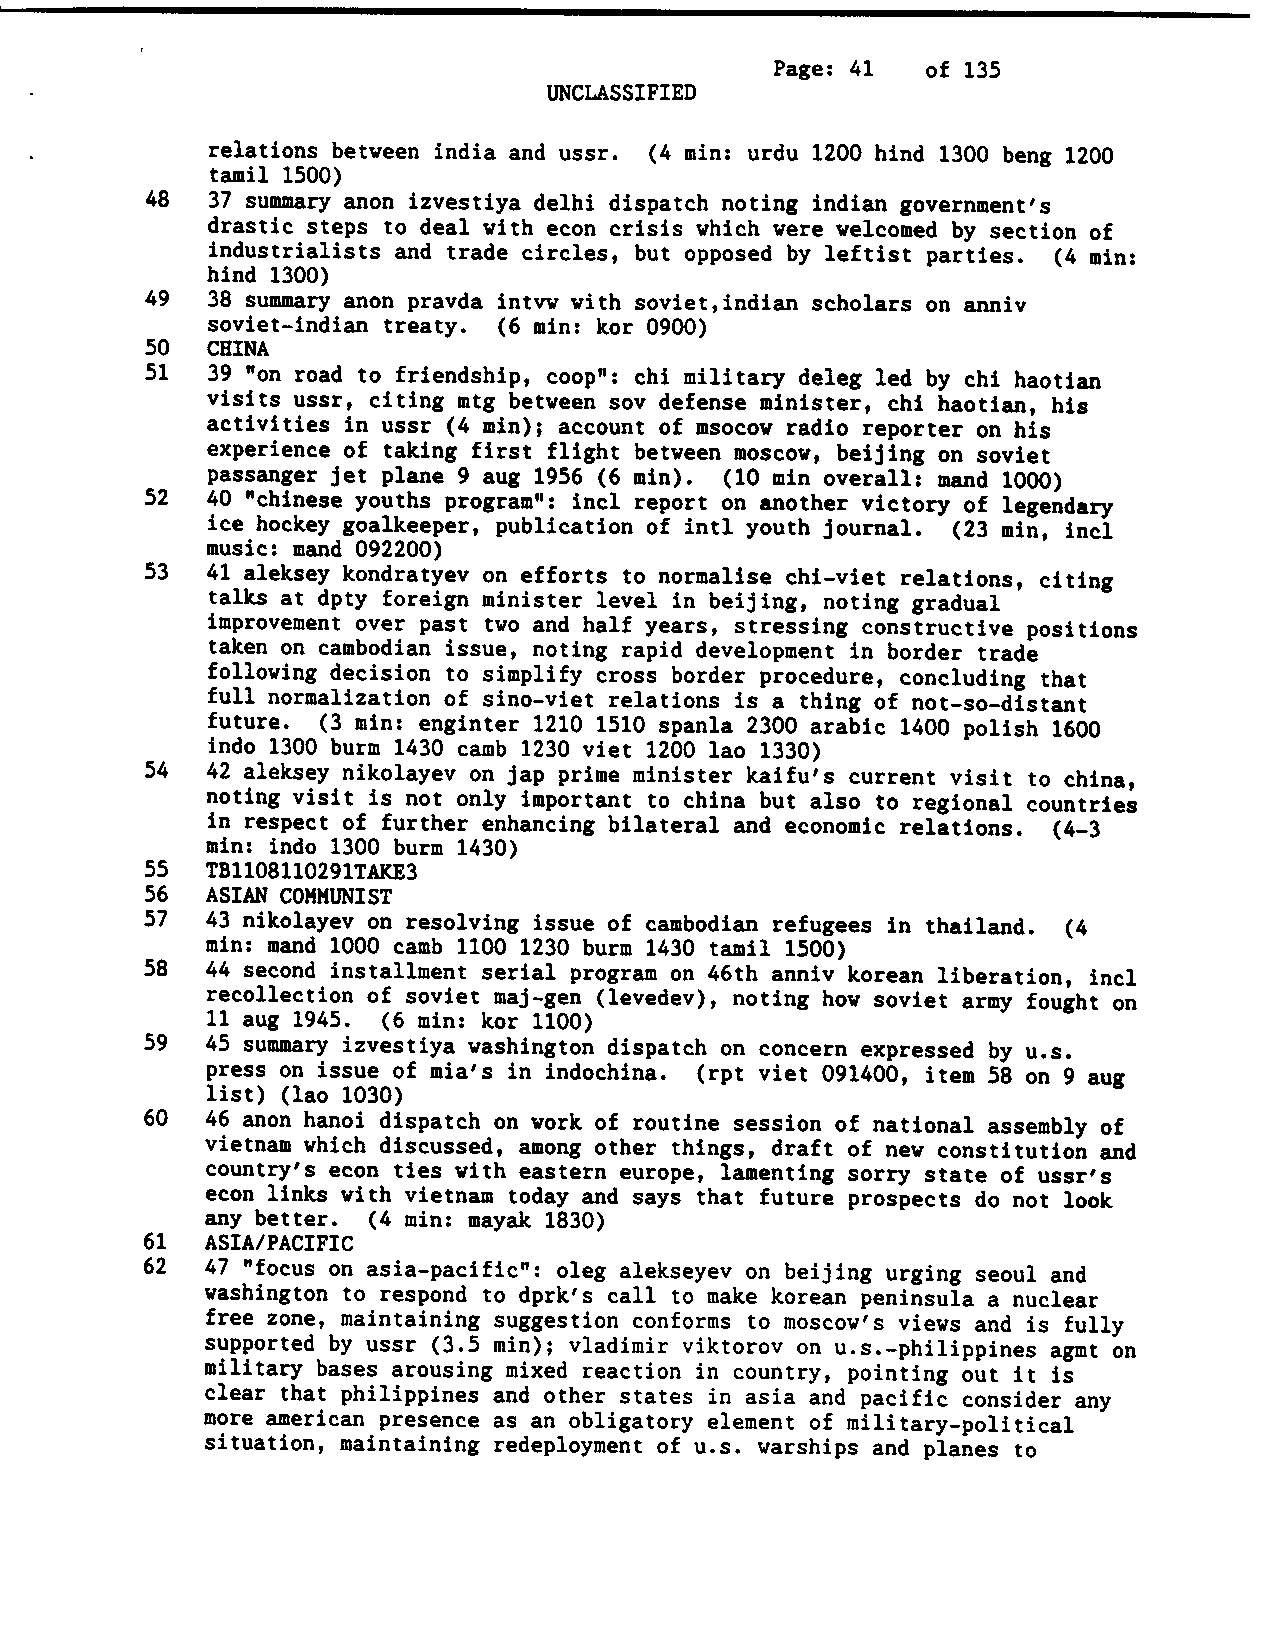 Page: 41 of 135
UNCLASSIFIED
relations between india and ussr. (4 min: urdu 1200 hind 1300 beng 1200
tamil 1500)
48 37 summary anon izvestiya delhi dispatch noting indian government's
drastic steps to deal with econ crisis which were welcomed by section of
industrialists and trade circles, but opposed by leftist parties. (4 min:
hind 1300)
49 38 summary anon pravda intvw with soviet,indian scholars on anniv
soviet-indian treaty. (6 min: kor 0900)
50 CHINA
51 39 "on road to friendship, coop": chi military deleg led by chi haotian
visits ussr, citing mtg between sov defense minister, chi haotian, his
activities in ussr (4 min); account of msocow radio reporter on his
experience of taking first flight between moscow, beijing on soviet
passanger jet plane 9 aug 1956 (6 min). (10 min overall: mand 1000)
52 40 "chinese youths program": incl report on another victory of legendary
ice hockey goalkeeper, publication of intl youth journal. (23 min, incl
music: mand 092200)
53 41 aleksey kondratyev on efforts to normalise chi-viet relations, citing
talks at dpty foreign minister level in beijing, noting gradual
improvement over past two and half years, stressing constructive positions
taken on cambodian issue, noting rapid development in border trade
following decision to simplify cross border procedure, concluding that
full normalization of sino-viet relations is a thing of not-so-distant
future. (3 min: enginter 1210 1510 spanla 2300 arabic 1400 polish 1600
indo 1300 burm 1430 camb 1230 viet 1200 lao 1330)
54 42 aleksey nikolayev on jap prime minister kaifu's current visit to china,
noting visit is not only important to china but also to regional countries
in respect of further enhancing bilateral and economic relations. (4-3
min: indo 1300 burm 1430)
55 TB1108110291TAKE3
56 ASIAN COMMUNIST
57 43 nikolayev on resolving issue of cambodian refugees in thailand. (4
min: mand 1000 camb 1100 1230 burm 1430 tamil 1500)
58 44 second installment serial program on 46th anniv korean liberation, incl
recollection of soviet maj-gen (levedev), noting how soviet army fought on
11 aug 1945. (6 min: kor 1100)
59 45 summary izvestiya washington dispatch on concern expressed by u.s.
press on issue of mia's in indochina. (rpt viet 091400, item 58 on 9 aug
list) (lao 1030)
60 46 anon hanoi dispatch on work of routine session of national assembly of
vietnam which discussed, among other things, draft of new constitution and
country's econ ties with eastern europe, lamenting sorry state of ussr's
econ links with vietnam today and says that future prospects do not look
any better. (4 min: mayak 1830)
61 ASIA/PACIFIC
62 47 "focus on asia-pacific": oleg alekseyev on beijing urging seoul and
washington to respond to dprk's call to make korean peninsula a nuclear
free zone, maintaining suggestion conforms to moscow's views and is fully
supported by ussr (3.5 min); vladimir viktorov on u.s.-philippines agmt on
military bases arousing mixed reaction in country, pointing out it is
clear that philippines and other states in asia and pacific consider any
more american presence as an obligatory element of military-political
situation, maintaining redeployment of u.s. warships and planes to